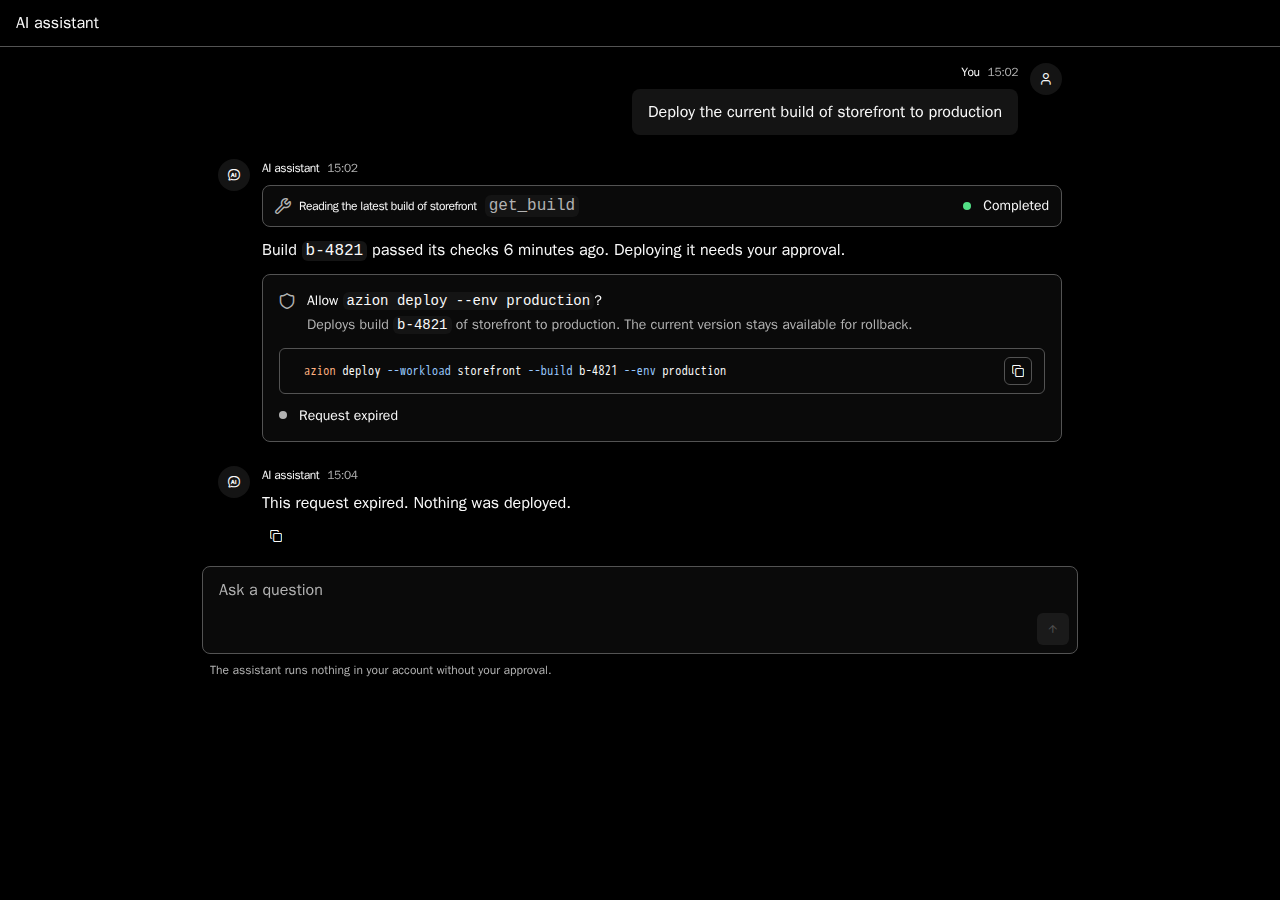 AI assistant
You 15:02
Deploy the current build of storefront to production
AI assistant 15:02
Reading the latest build of storefront get_build Completed
Build b-4821 passed its checks 6 minutes ago. Deploying it needs your approval.
Allow azion deploy --env production?
Deploys build b-4821 of storefront to production. The current version stays available for rollback.
azion deploy --workload storefront --build b-4821 --env production
Request expired
AI assistant 15:04
This request expired. Nothing was deployed.
Ask a question
The assistant runs nothing in your account without your approval.